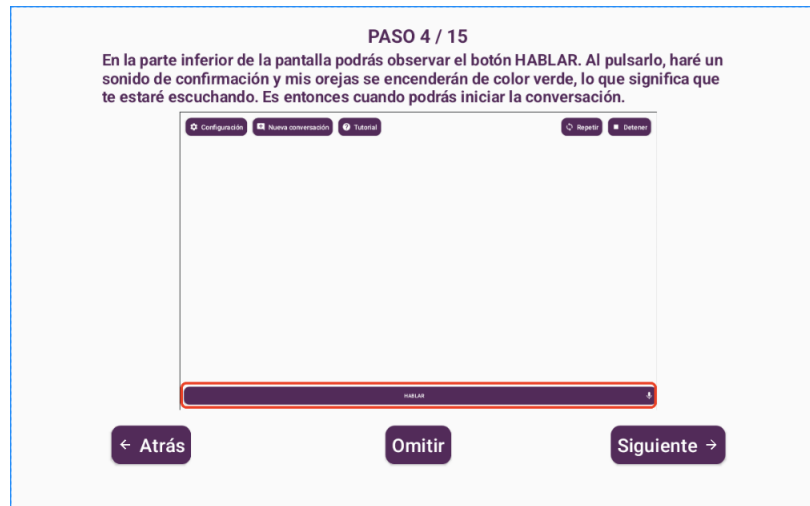 PASO 4 / 15
En la parte inferior de la pantalla podrás observar el botón HABLAR. Al pulsarlo, haré un
sonido de confirmación y mis orejas se encenderán de color verde, lo que significa que
te estaré escuchando. Es entonces cuando podrás iniciar la conversación.
Configuración Nueva conversación Tutorial Repetir Detener
HABLAR
← Atrás Omitir Siguiente →